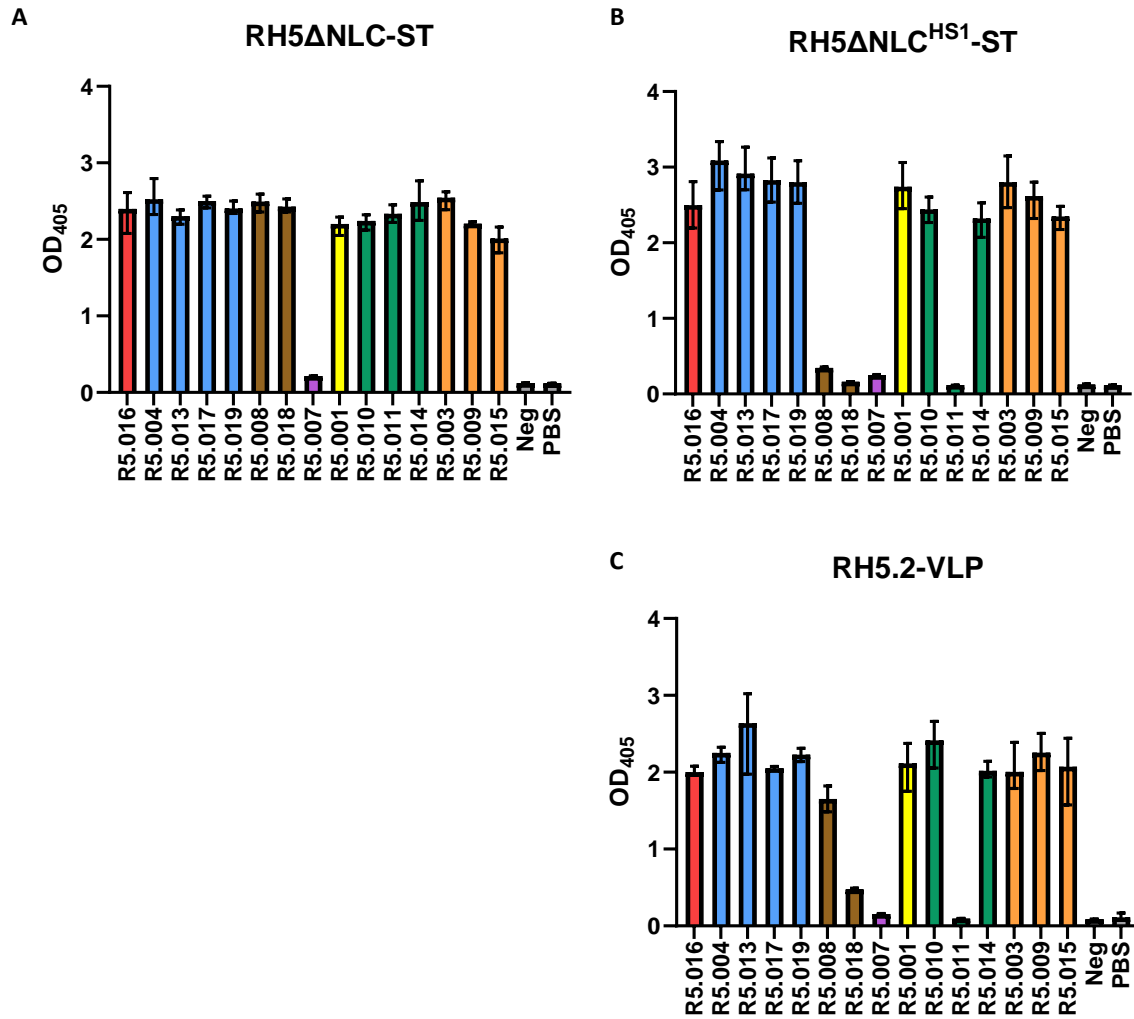 A
RH5ΔNLC-ST
OD405
4
3
2
1
0
R5.016
R5.004
R5.013
R5.017
R5.019
R5.008
R5.018
R5.007
R5.001
R5.010
R5.011
R5.014
R5.003
R5.009
R5.015
Neg
PBS
B
RH5ΔNLCHS1-ST
OD405
4
3
2
1
0
R5.016
R5.004
R5.013
R5.017
R5.019
R5.008
R5.018
R5.007
R5.001
R5.010
R5.011
R5.014
R5.003
R5.009
R5.015
Neg
PBS
C
RH5.2-VLP
OD405
4
3
2
1
0
R5.016
R5.004
R5.013
R5.017
R5.019
R5.008
R5.018
R5.007
R5.001
R5.010
R5.011
R5.014
R5.003
R5.009
R5.015
Neg
PBS